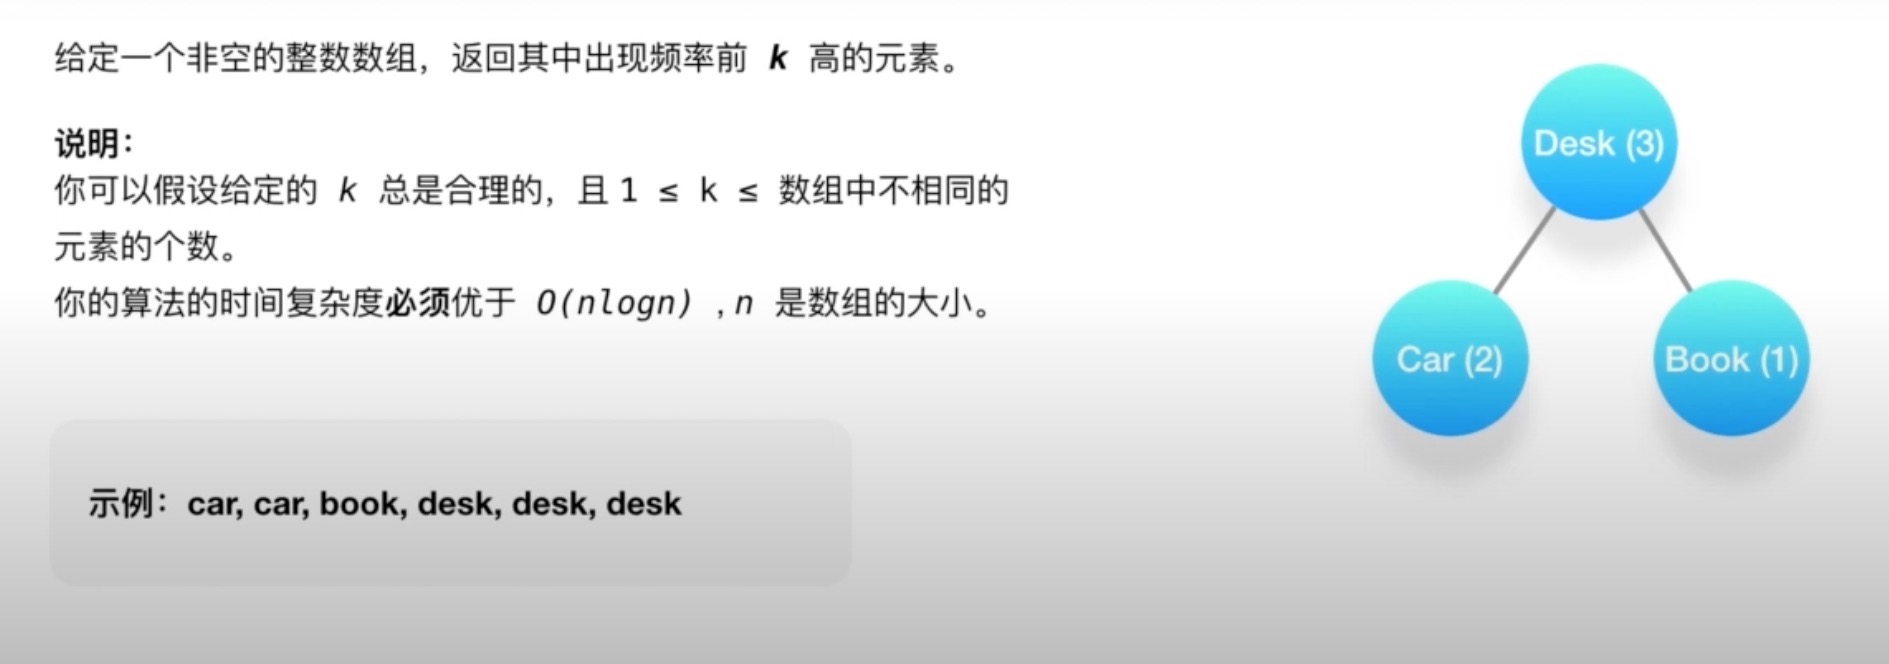 给定一个非空的整数数组，返回其中出现频率前 k 高的元素。
说明：
你可以假设给定的 k 总是合理的，且 1 ≤ k ≤ 数组中不相同的
元素的个数。
你的算法的时间复杂度必须优于 O(nlogn) , n 是数组的大小。
示例：car, car, book, desk, desk, desk
Desk (3)
Car (2)
Book (1)